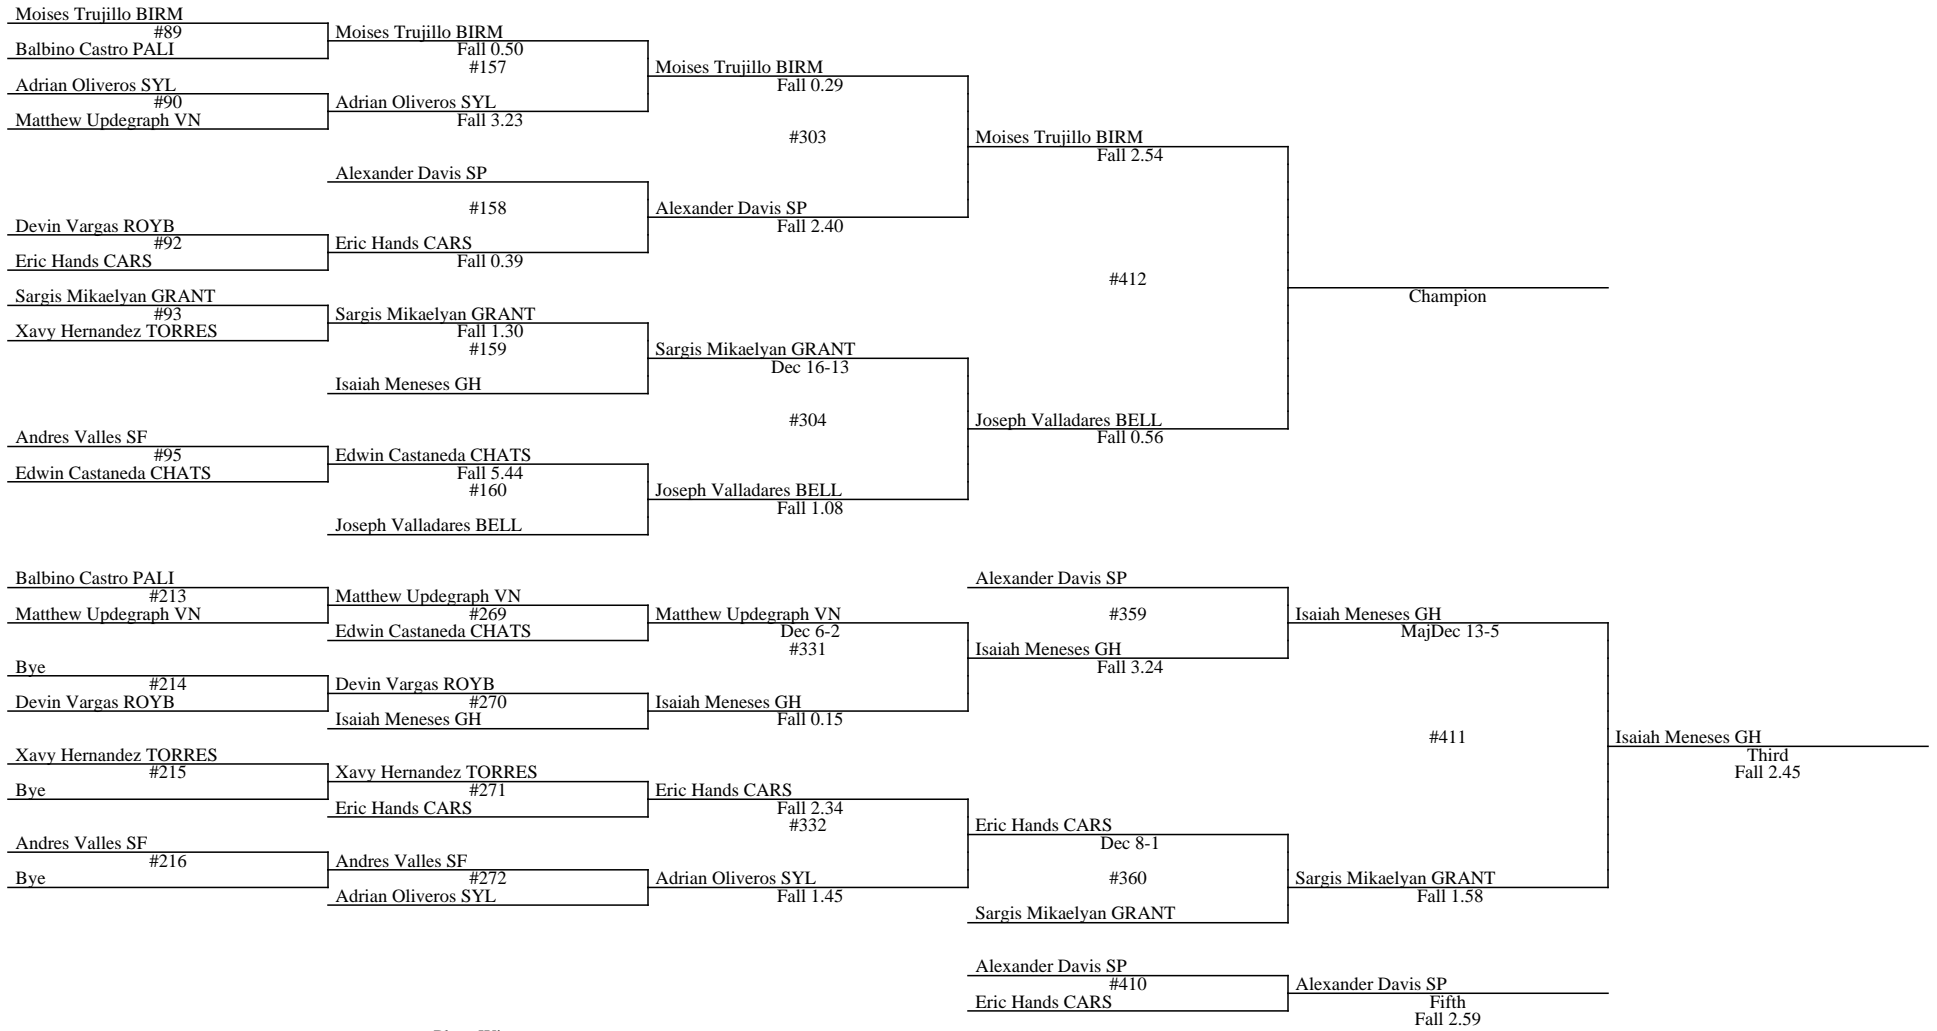 Moises Trujillo BIRM
#89
Balbino Castro PALI
Adrian Oliveros SYL
#90
Matthew Updegraph VN
Devin Vargas ROYB
#92
Eric Hands CARS
Sargis Mikaelyan GRANT
#93
Xavy Hernandez TORRES
Andres Valles SF
#95
Edwin Castaneda CHATS
Moises Trujillo BIRM
Fall 0.50
#157
Adrian Oliveros SYL
Fall 3.23
Alexander Davis SP
#158
Eric Hands CARS
Fall 0.39
Sargis Mikaelyan GRANT
Fall 1.30
#159
Isaiah Meneses GH
Edwin Castaneda CHATS
Fall 5.44
#160
Joseph Valladares BELL
Moises Trujillo BIRM
Fall 0.29
#303
Alexander Davis SP
Fall 2.40
Sargis Mikaelyan GRANT
Dec 16-13
#304
Joseph Valladares BELL
Fall 1.08
Moises Trujillo BIRM
Fall 2.54
#412
Joseph Valladares BELL
Fall 0.56
Champion
Balbino Castro PALI
#213
Matthew Updegraph VN
Bye
#214
Devin Vargas ROYB
Xavy Hernandez TORRES
#215
Bye
Andres Valles SF
#216
Bye
Matthew Updegraph VN
#269
Edwin Castaneda CHATS
Devin Vargas ROYB
#270
Isaiah Meneses GH
Xavy Hernandez TORRES
#271
Eric Hands CARS
Andres Valles SF
#272
Adrian Oliveros SYL
Matthew Updegraph VN
Dec 6-2
#331
Isaiah Meneses GH
Fall 0.15
Eric Hands CARS
Fall 2.34
#332
Adrian Oliveros SYL
Fall 1.45
Alexander Davis SP
#359
Isaiah Meneses GH
Fall 3.24
Eric Hands CARS
Dec 8-1
#360
Sargis Mikaelyan GRANT
Isaiah Meneses GH
MajDec 13-5
#411
Sargis Mikaelyan GRANT
Fall 1.58
Isaiah Meneses GH
Third
Fall 2.45
Alexander Davis SP
#410
Eric Hands CARS
Alexander Davis SP
Fifth
Fall 2.59